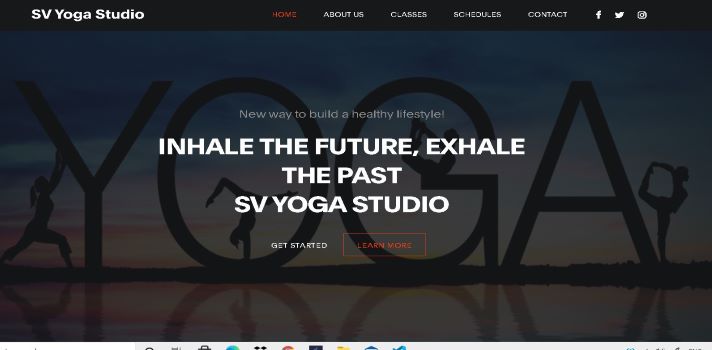 SV Yoga Studio
HOME ABOUT US CLASSES SCHEDULES CONTACT
YOGA
New way to build a healthy lifestyle!
INHALE THE FUTURE, EXHALE
THE PAST
SV YOGA STUDIO
GET STARTED LEARN MORE